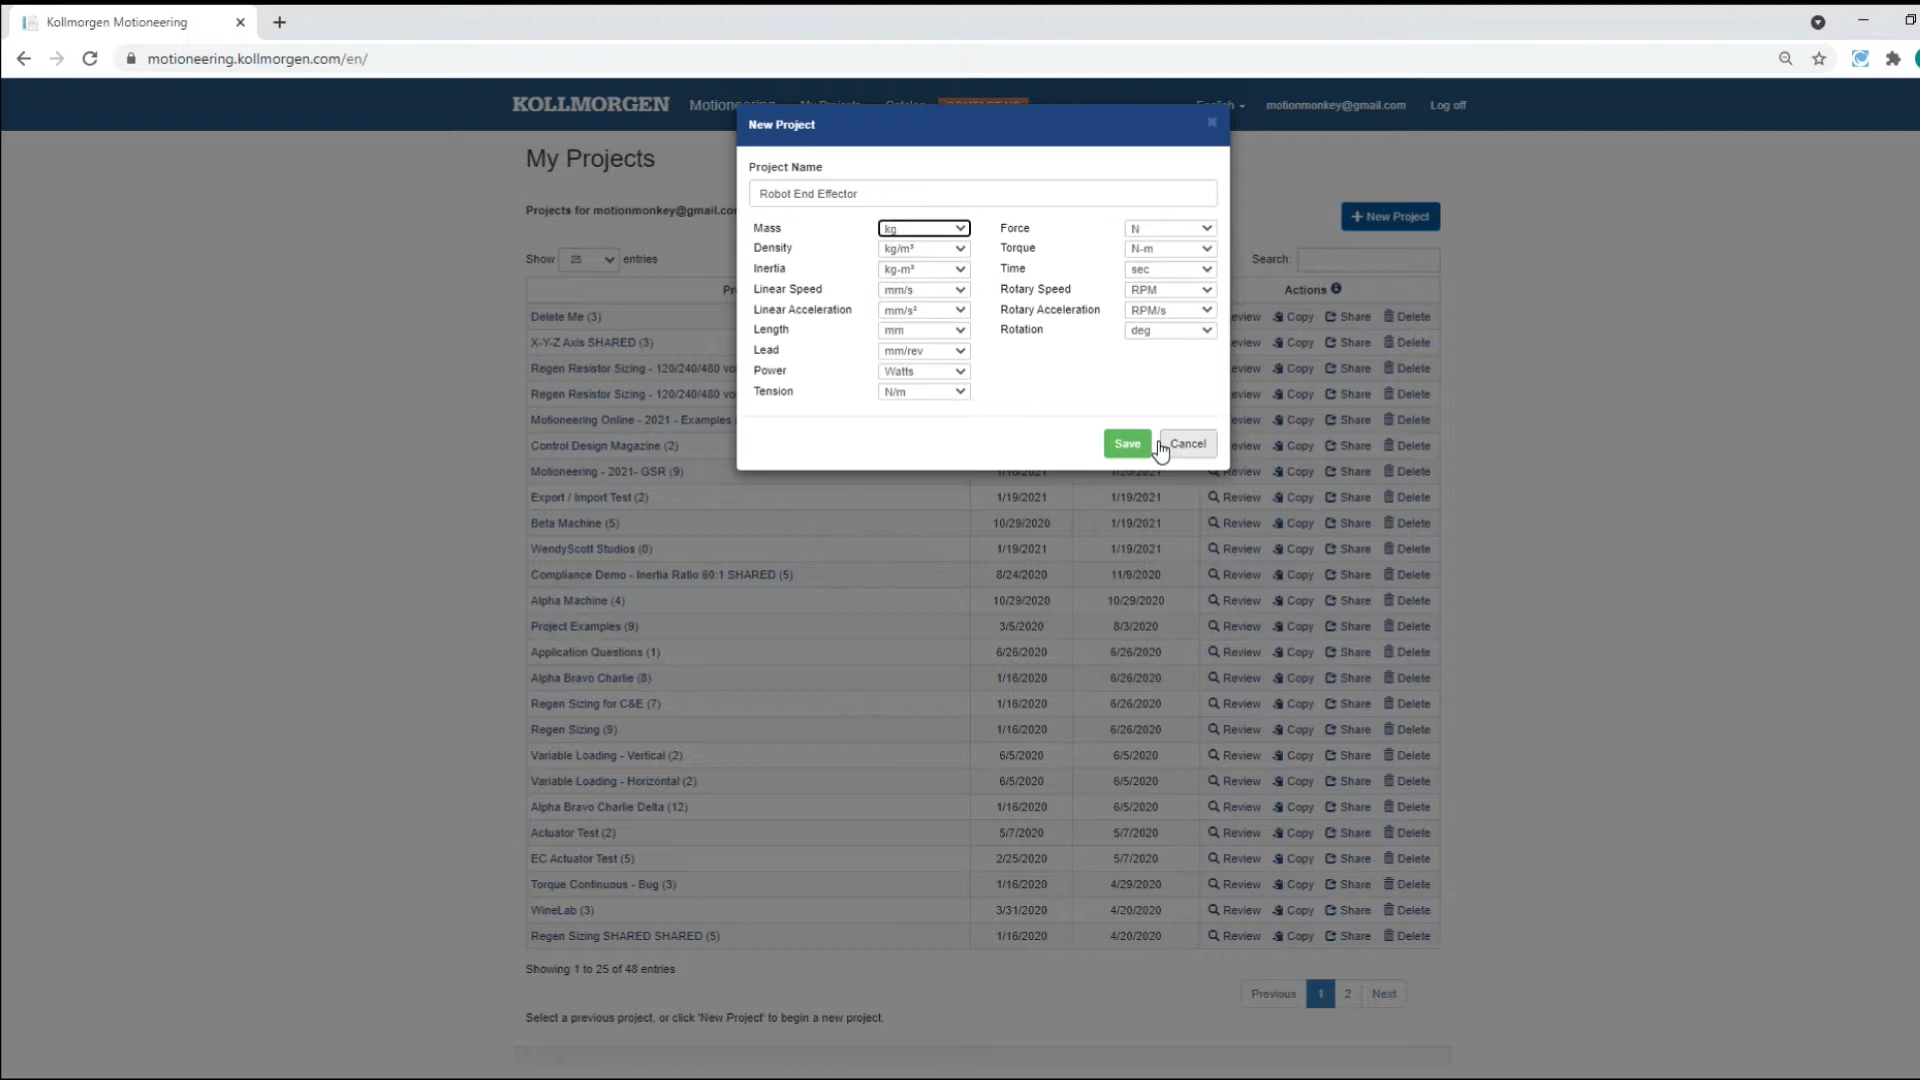 Kollmorgen Motioneering
motioneering.kollmorgen.com/en/
KOLLMORGEN Motioneering My Projects Catalog CONTACT US English motionmonkey@gmail.com Log off
My Projects
Projects for motionmonkey@gmail.com
New Project
Show 25 entries
Search:
Actions
New Project
Project Name
Robot End Effector
Mass kg Force N
Density kg/m³ Torque N-m
Inertia kg-m² Time sec
Linear Speed mm/s Rotary Speed RPM
Linear Acceleration mm/s² Rotary Acceleration RPM/s
Length mm Rotation deg
Lead mm/rev
Power Watts
Tension N/m
Save Cancel
Delete Me (3) Review Copy Share Delete
X-Y-Z Axis SHARED (3) Review Copy Share Delete
Regen Resistor Sizing - 120/240/480 vo Review Copy Share Delete
Regen Resistor Sizing - 120/240/480 vo Review Copy Share Delete
Motioneering Online - 2021 - Examples Review Copy Share Delete
Control Design Magazine (2) Review Copy Share Delete
Motioneering - 2021- GSR (9) Review Copy Share Delete
Export / Import Test (2) 1/19/2021 1/19/2021 Review Copy Share Delete
Beta Machine (5) 10/29/2020 1/19/2021 Review Copy Share Delete
WendyScott Studios (0) 1/19/2021 1/19/2021 Review Copy Share Delete
Compliance Demo - Inertia Ratio 60:1 SHARED (5) 8/24/2020 11/9/2020 Review Copy Share Delete
Alpha Machine (4) 10/29/2020 10/29/2020 Review Copy Share Delete
Project Examples (9) 3/5/2020 8/3/2020 Review Copy Share Delete
Application Questions (1) 6/26/2020 6/26/2020 Review Copy Share Delete
Alpha Bravo Charlie (8) 1/16/2020 6/26/2020 Review Copy Share Delete
Regen Sizing for C&E (7) 1/16/2020 6/26/2020 Review Copy Share Delete
Regen Sizing (9) 1/16/2020 6/26/2020 Review Copy Share Delete
Variable Loading - Vertical (2) 6/5/2020 6/5/2020 Review Copy Share Delete
Variable Loading - Horizontal (2) 6/5/2020 6/5/2020 Review Copy Share Delete
Alpha Bravo Charlie Delta (12) 1/16/2020 6/5/2020 Review Copy Share Delete
Actuator Test (2) 5/7/2020 5/7/2020 Review Copy Share Delete
EC Actuator Test (5) 2/25/2020 5/7/2020 Review Copy Share Delete
Torque Continuous - Bug (3) 1/16/2020 4/29/2020 Review Copy Share Delete
WineLab (3) 3/31/2020 4/20/2020 Review Copy Share Delete
Regen Sizing SHARED SHARED (5) 1/16/2020 4/20/2020 Review Copy Share Delete
Showing 1 to 25 of 48 entries
Previous 1 2 Next
Select a previous project, or click 'New Project' to begin a new project.